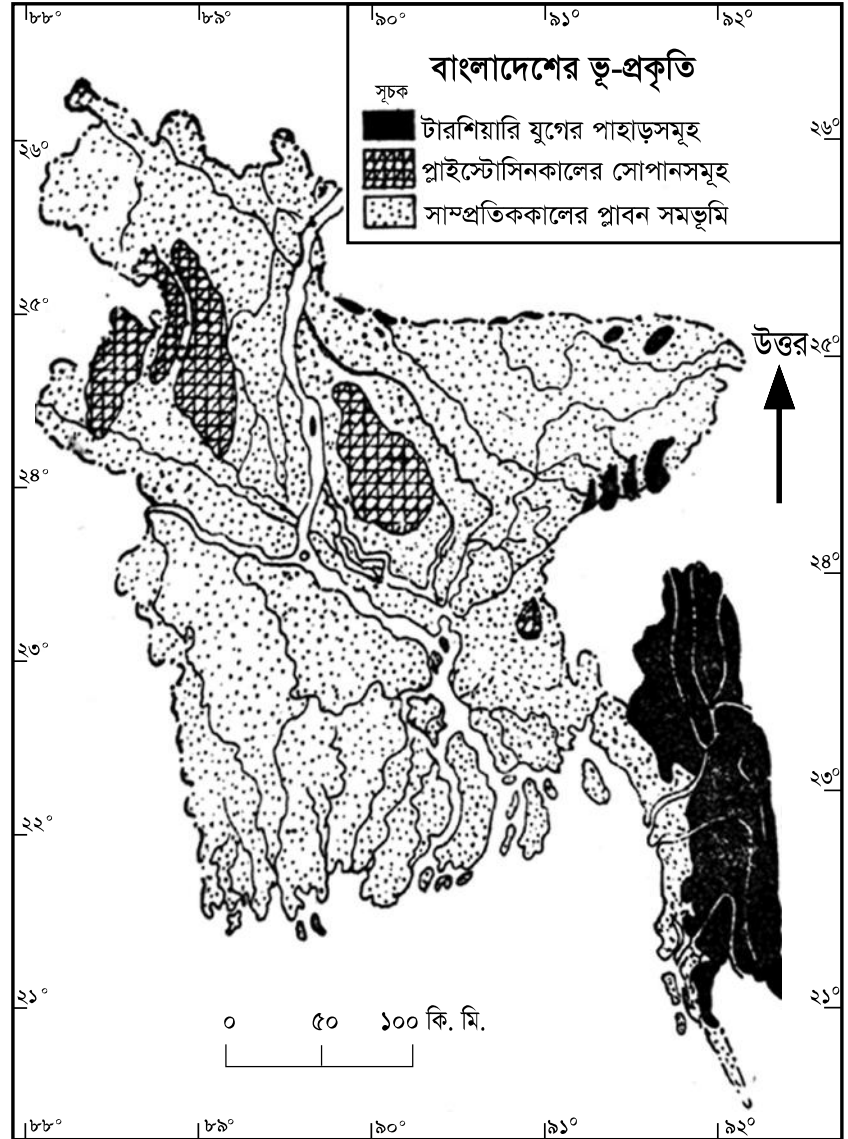 ৮৮° ৮৯° ৯০° ৯১° ৯২°
বাংলাদেশের ভূ-প্রকৃতি
সূচক
টারশিয়ারি যুগের পাহাড়সমূহ
প্লাইস্টোসিনকালের সোপানসমূহ
সাম্প্রতিককালের প্লাবন সমভূমি
২৬° ২৬°
২৫° উত্তর ২৫°
২৪°
২৪°
২৩°
২৩°
২২°
২১° ২১°
০ ৫০ ১০০ কি. মি.
৮৮° ৮৯° ৯০° ৯১° ৯২°